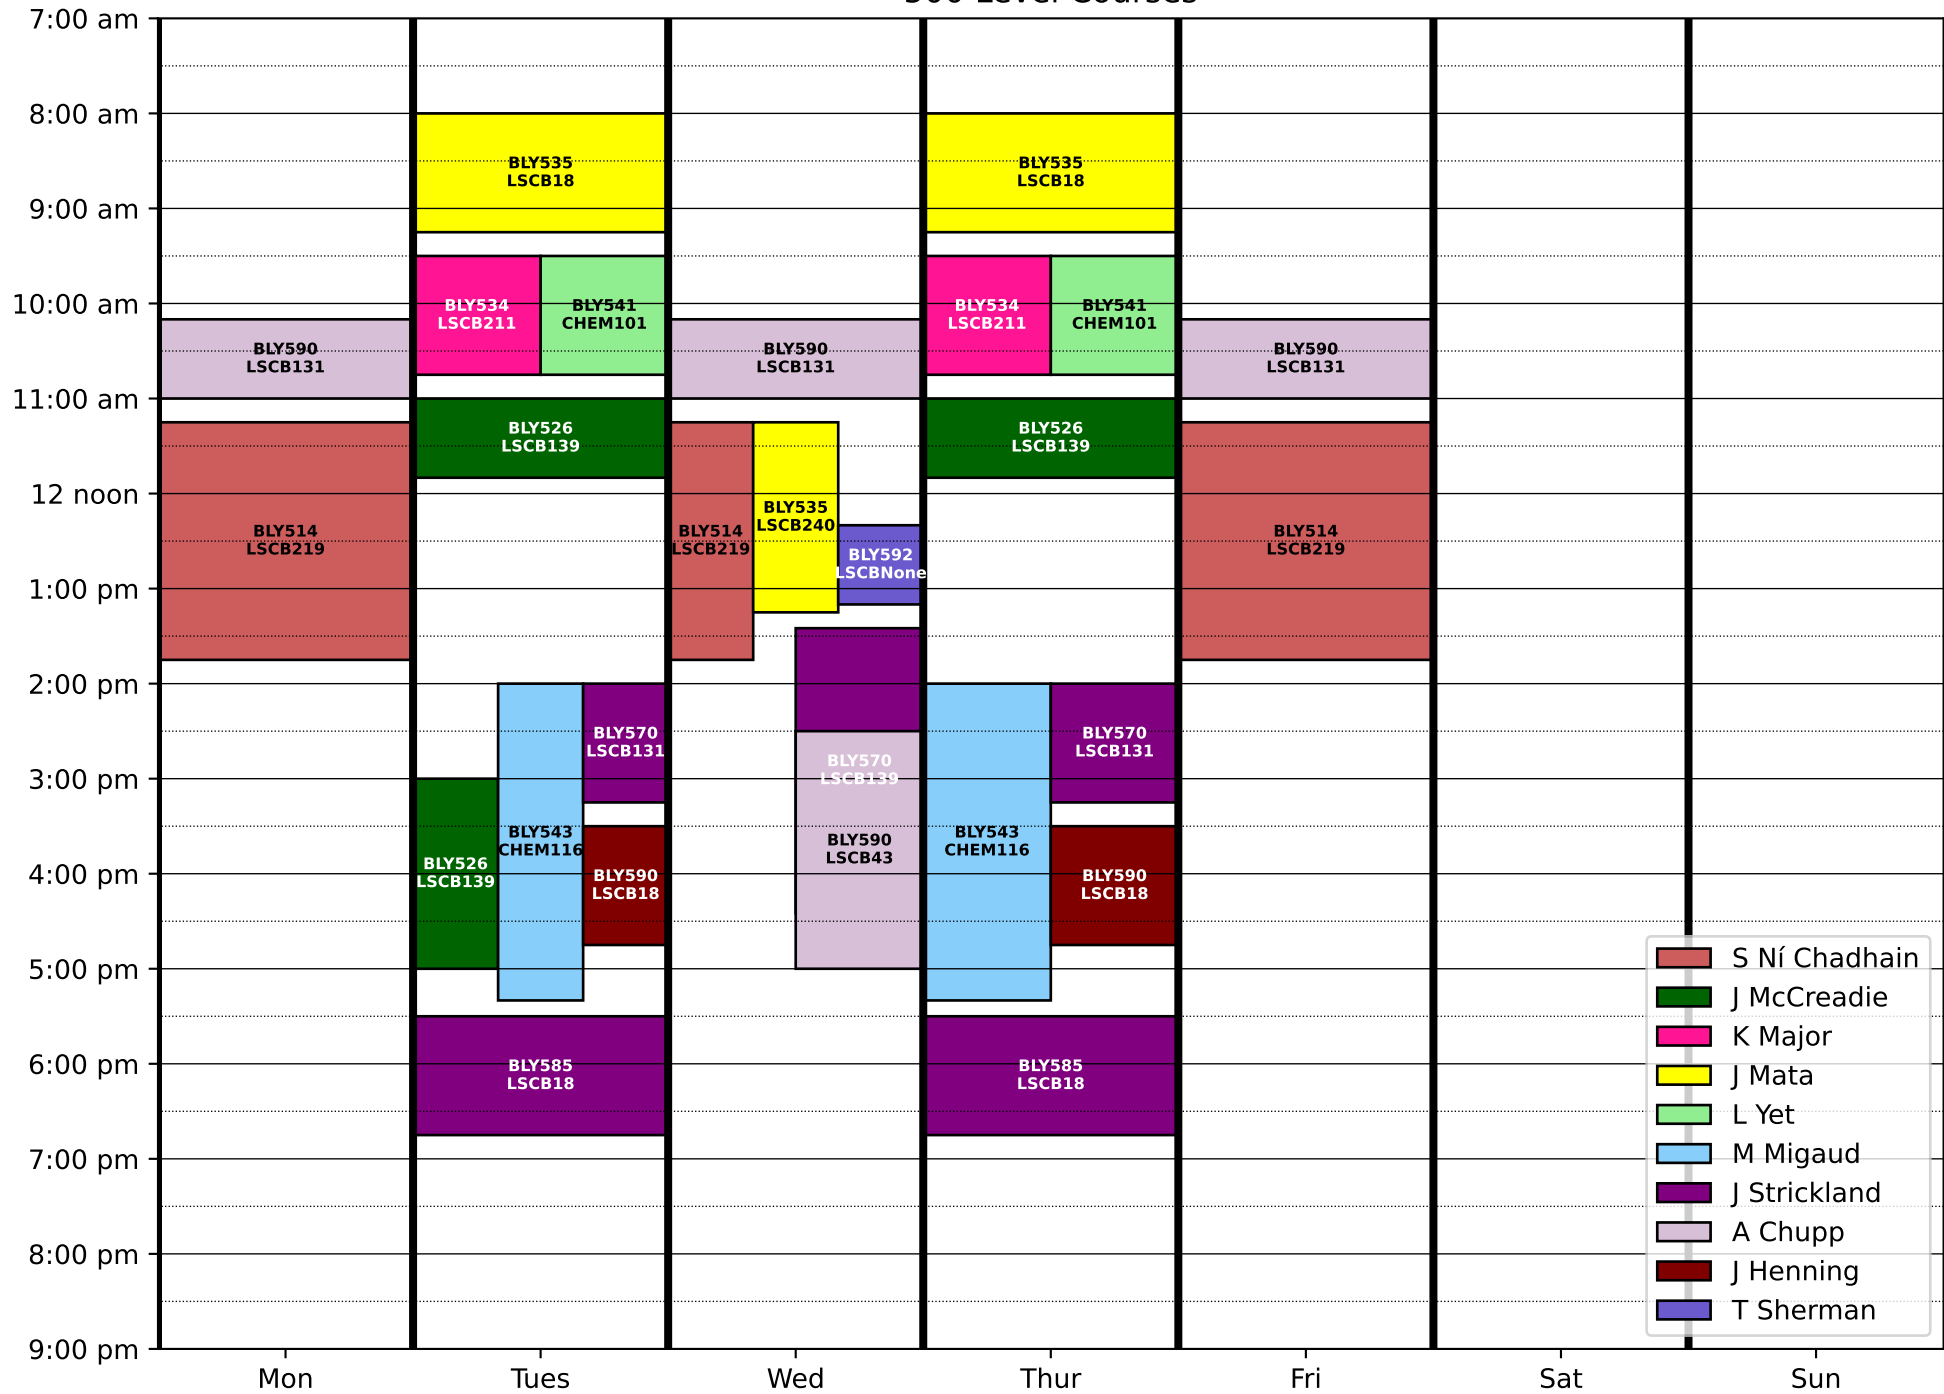 7:00 am
8:00 am
BLY535
LSCB18
BLY535
LSCB18
9:00 am
10:00 am
BLY534
LSCB211
BLY541
CHEM101
BLY534
LSCB211
BLY541
CHEM101
BLY590
LSCB131
BLY590
LSCB131
BLY590
LSCB131
11:00 am
BLY526
LSCB139
BLY526
LSCB139
12 noon
BLY514
LSCB219
BLY514
LSCB219
BLY535
LSCB240
BLY592
LSCBNone
BLY514
LSCB219
1:00 pm
2:00 pm
BLY570
LSCB131
BLY570
LSCB139
BLY570
LSCB131
3:00 pm
BLY526
LSCB139
BLY543
CHEM116
BLY590
LSCB18
BLY590
LSCB43
BLY543
CHEM116
BLY590
LSCB18
4:00 pm
5:00 pm
6:00 pm
BLY585
LSCB18
BLY585
LSCB18
7:00 pm
8:00 pm
9:00 pm
S Ní Chadhain
J McCreadie
K Major
J Mata
L Yet
M Migaud
J Strickland
A Chupp
J Henning
T Sherman
Mon
Tues
Wed
Thur
Fri
Sat
Sun